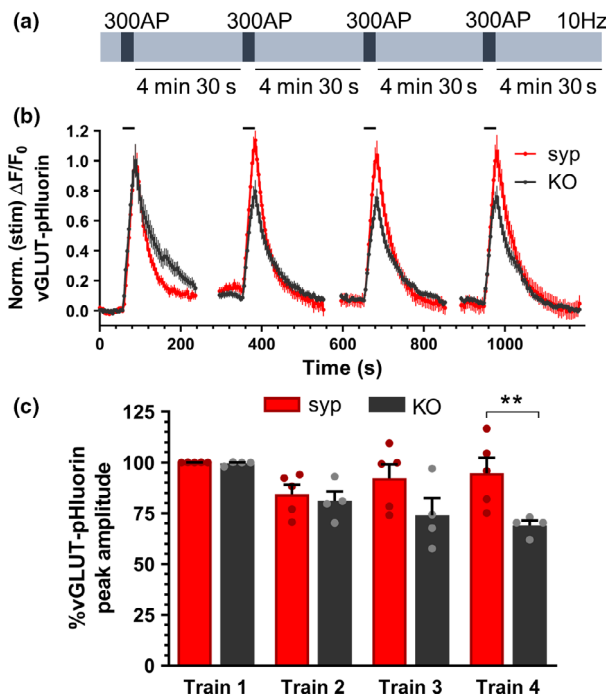 (a)
300AP 300AP 300AP 300AP 10Hz
4 min 30 s 4 min 30 s 4 min 30 s 4 min 30 s
(b)
Norm. (stim) ΔF/F0
vGLUT-pHluorin
1.2
1.0
0.8
0.6
0.4
0.2
0.0
syp
KO
0 200 400 600 800 1000
Time (s)
(c)
syp KO
%vGLUT-pHluorin
peak amplitude
125
100
75
50
25
0
**
Train 1 Train 2 Train 3 Train 4